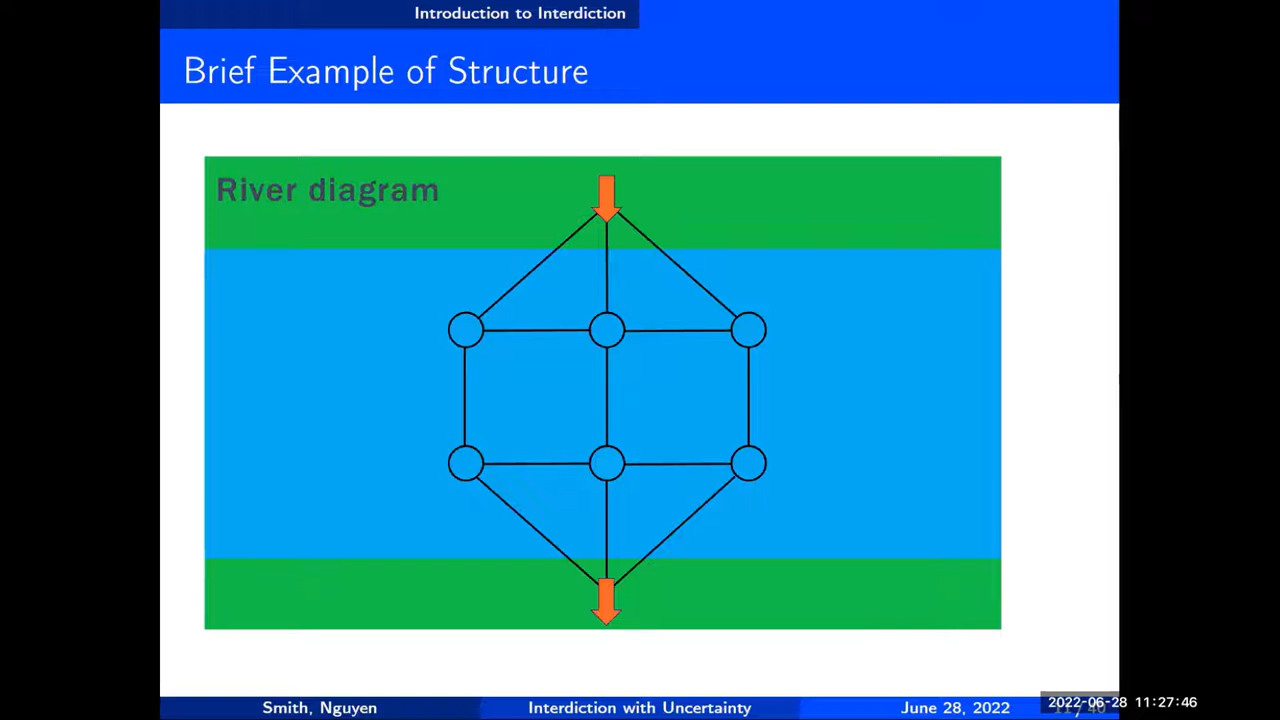 Introduction to Interdiction
Brief Example of Structure
River diagram
Smith, Nguyen
Interdiction with Uncertainty
June 28, 2022
2022-06-28 11:27:46